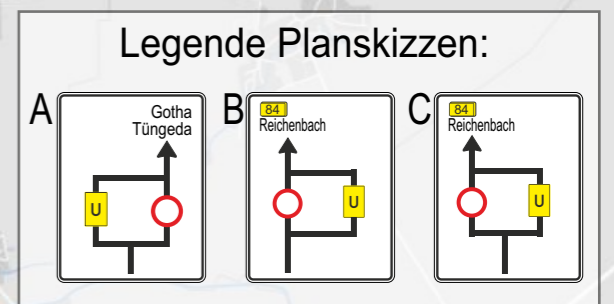 Legende Planskizzen:
A
Gotha
Tüngeda
U
B
84
Reichenbach
U
C
84
Reichenbach
U